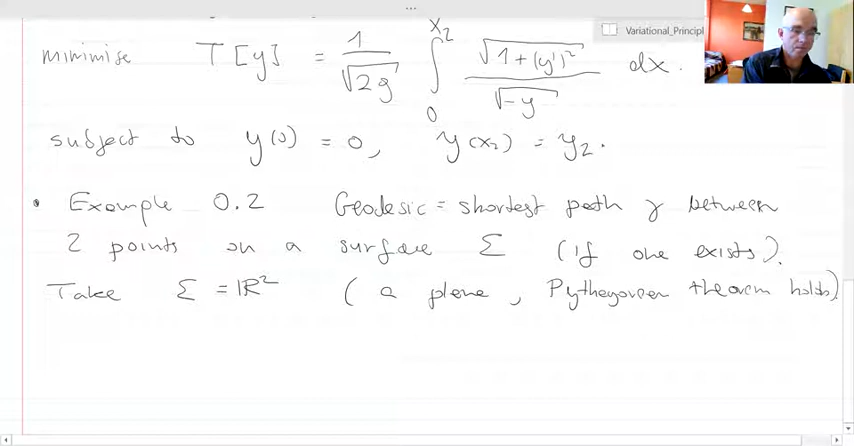 Variational_Princip
minimise T[y] = 1/√2g ∫₀^{x₂} √1+(y')² / √-y dx.
subject to y(0) = 0, y(x₂) = y₂.
• Example 0.2 Geodesic = shortest path γ between
2 points on a surface Σ (if one exists).
Take Σ = ℝ² (a plane, Pythagorean theorem holds)